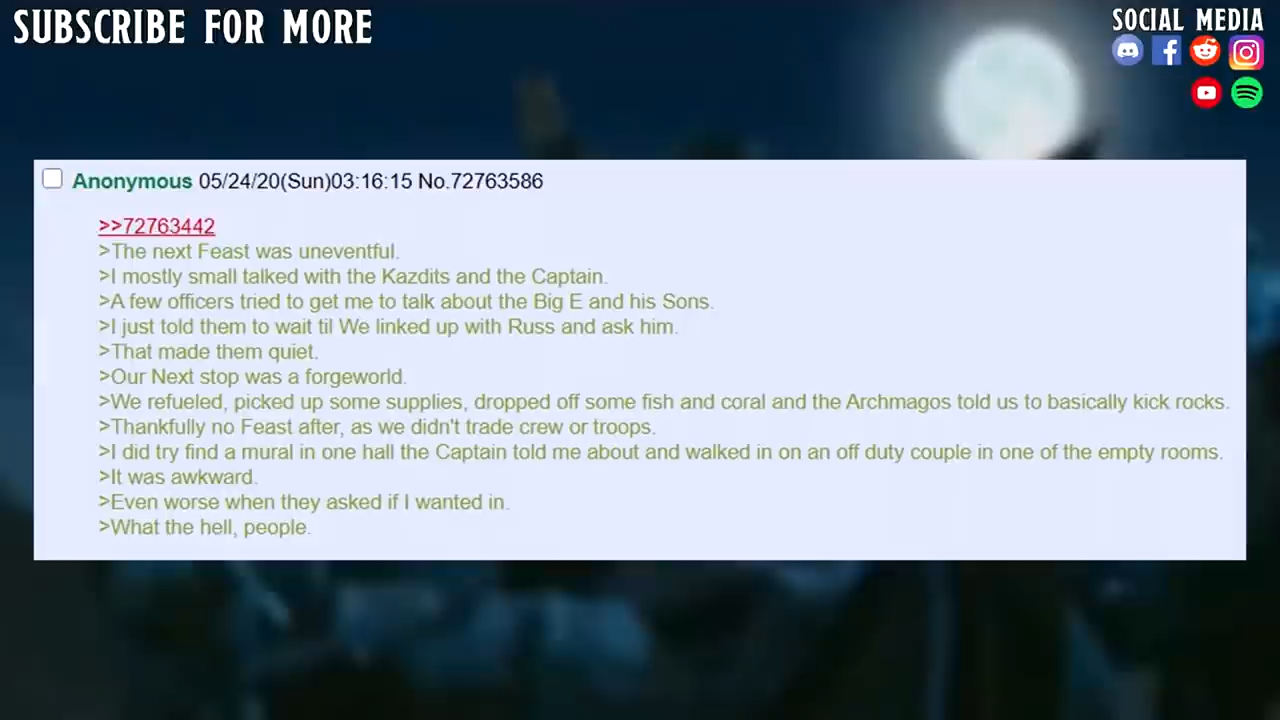 SUBSCRIBE FOR MORE
SOCIAL MEDIA
Anonymous 05/24/20(Sun)03:16:15 No.72763586
>>72763442
>The next Feast was uneventful.
>I mostly small talked with the Kazdits and the Captain.
>A few officers tried to get me to talk about the Big E and his Sons.
>I just told them to wait til We linked up with Russ and ask him.
>That made them quiet.
>Our Next stop was a forgeworld.
>We refueled, picked up some supplies, dropped off some fish and coral and the Archmagos told us to basically kick rocks.
>Thankfully no Feast after, as we didn't trade crew or troops.
>I did try find a mural in one hall the Captain told me about and walked in on an off duty couple in one of the empty rooms.
>It was awkward.
>Even worse when they asked if I wanted in.
>What the hell, people.